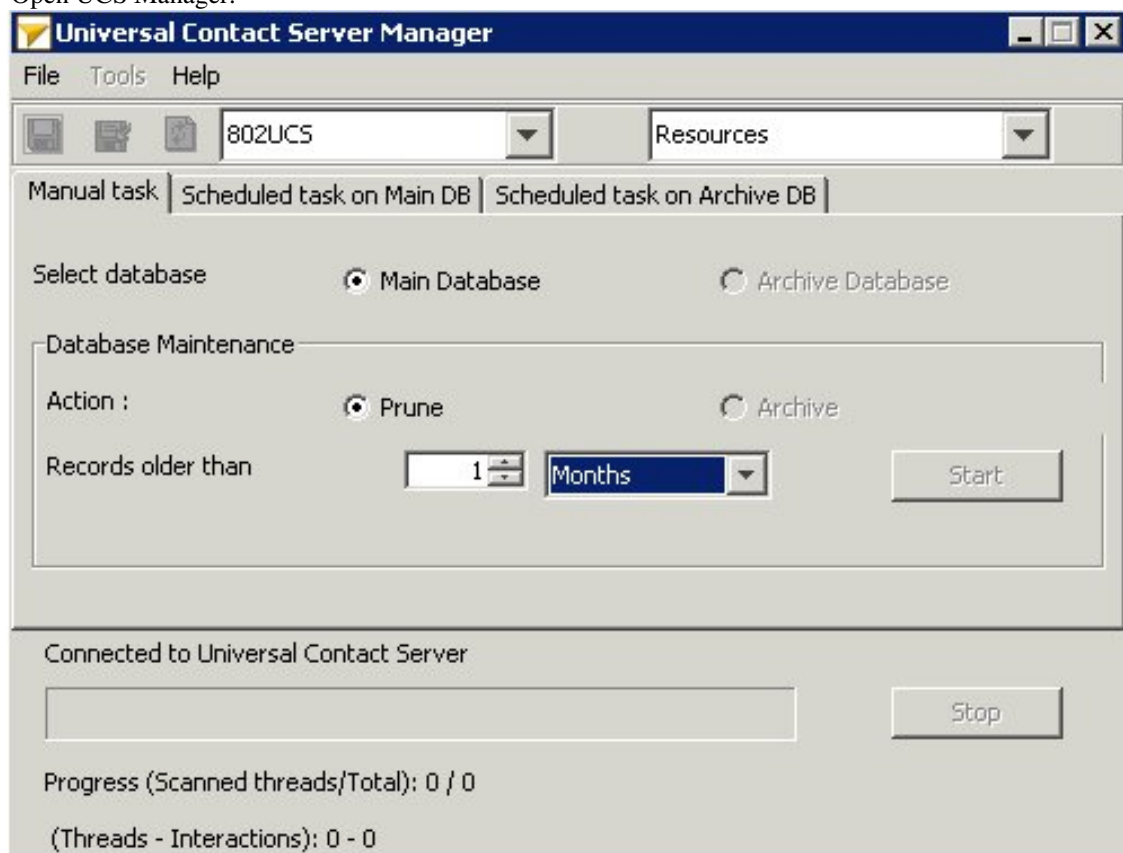 Open UCS Manager.
Universal Contact Server Manager
File Tools Help
802UCS Resources
Manual task Scheduled task on Main DB Scheduled task on Archive DB
Select database Main Database Archive Database
Database Maintenance
Action : Prune Archive
Records older than 1 Months Start
Connected to Universal Contact Server
Stop
Progress (Scanned threads/Total): 0 / 0
(Threads - Interactions): 0 - 0